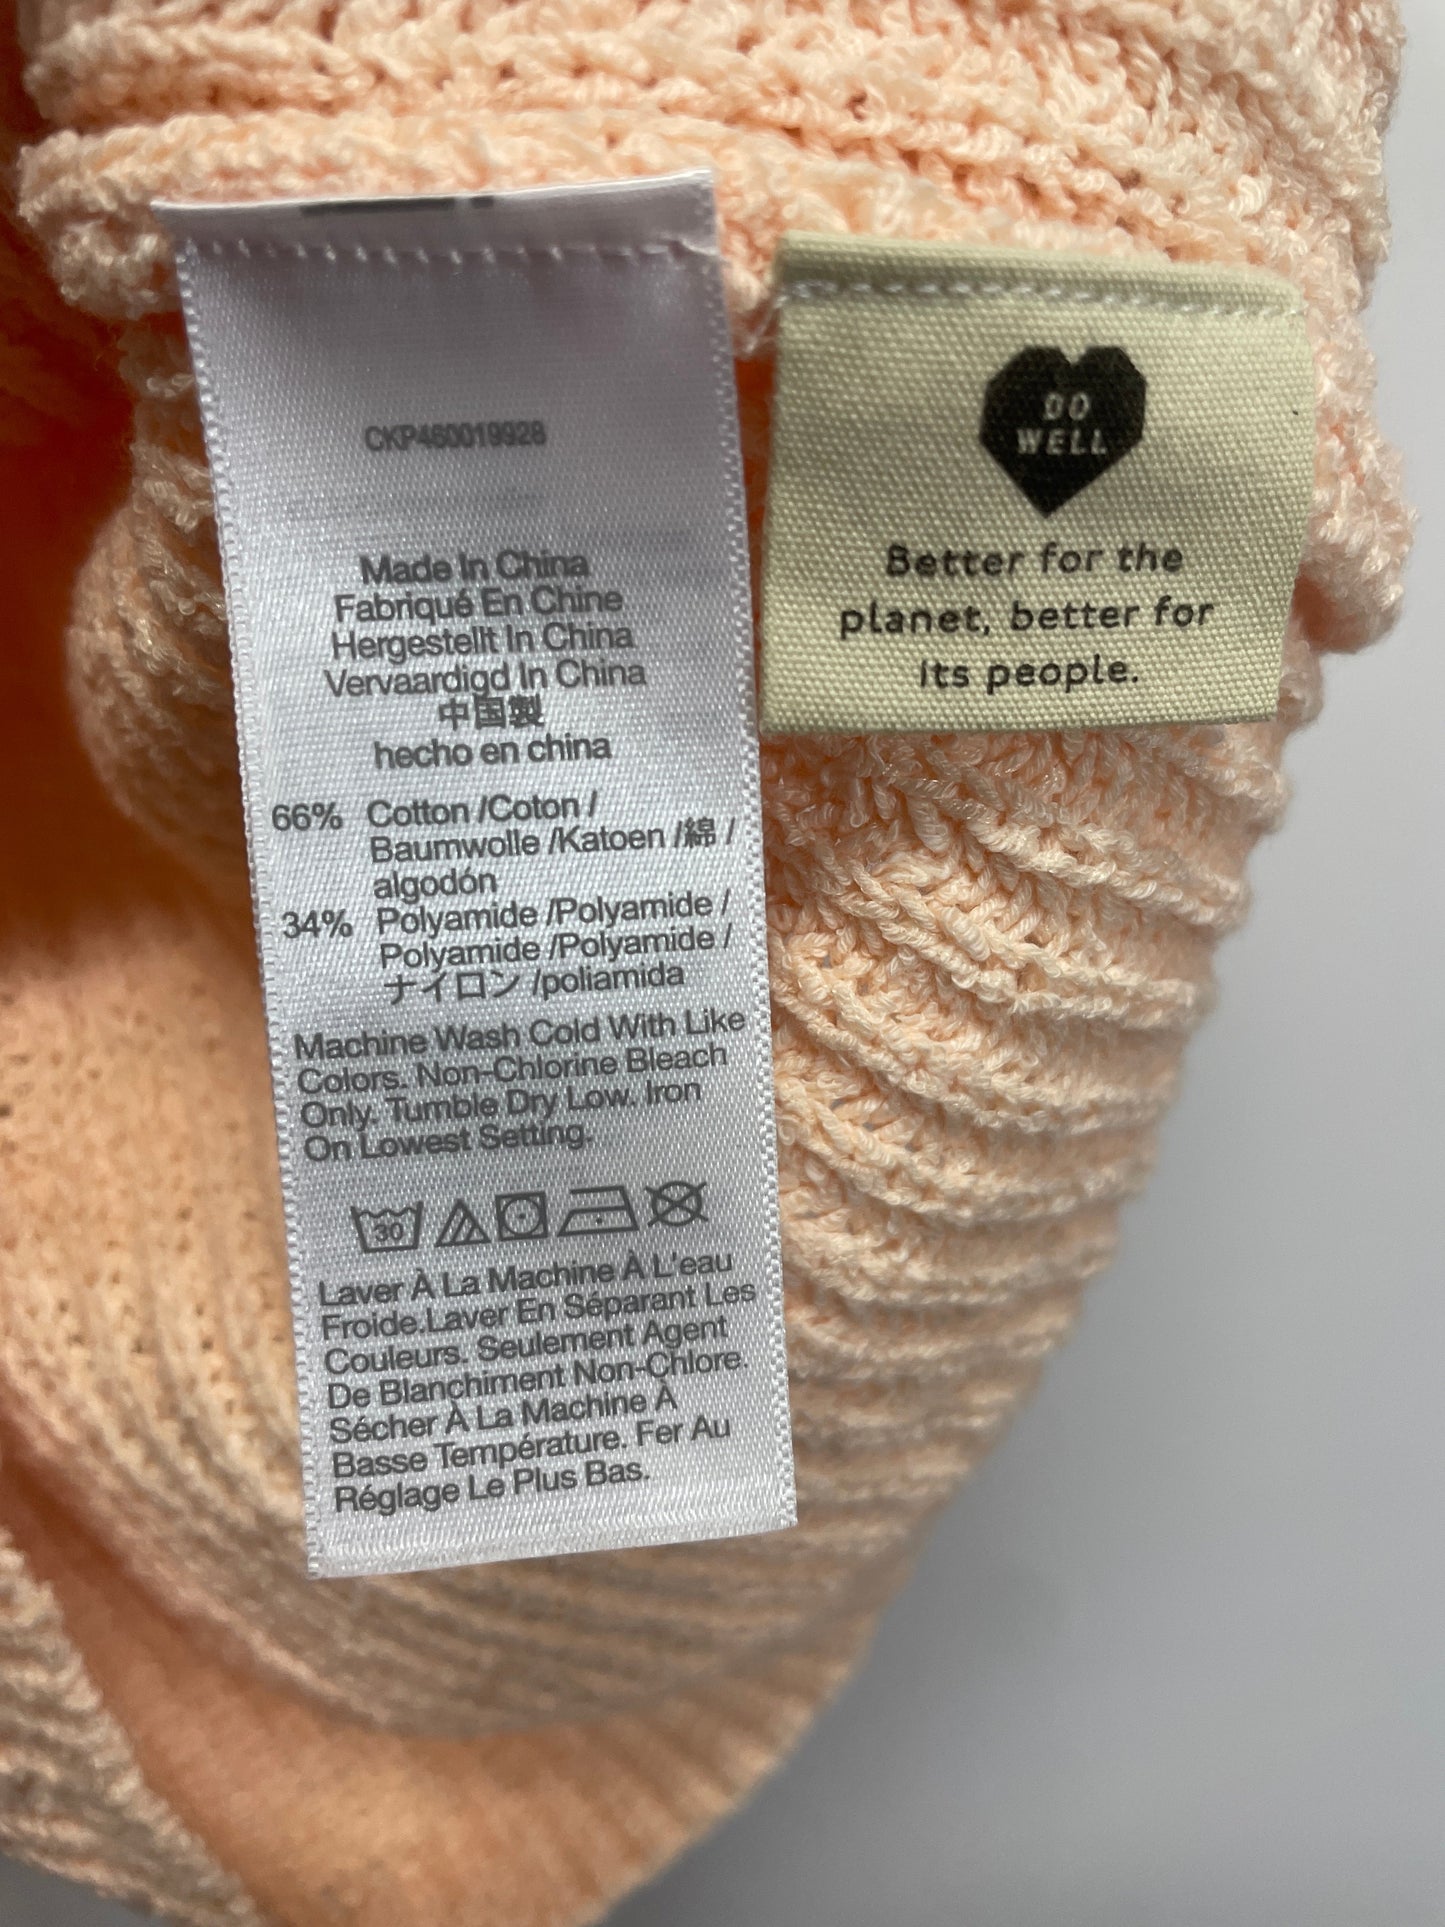 CKP460019928
Made In China
Fabriqué En Chine
Hergestellt In China
Vervaardigd In China
中国製
hecho en china
66% Cotton /Coton /
Baumwolle /Katoen /綿 /
algodón
34% Polyamide /Polyamide /
Polyamide /Polyamide /
ナイロン /poliamida
Machine Wash Cold With Like
Colors. Non-Chlorine Bleach
Only. Tumble Dry Low. Iron
On Lowest Setting.
30
Laver À La Machine À L'eau
Froide.Laver En Séparant Les
Couleurs. Seulement Agent
De Blanchiment Non-Chlore.
Sécher À La Machine À
Basse Température. Fer Au
Réglage Le Plus Bas.
DO
WELL
Better for the
planet, better for
its people.